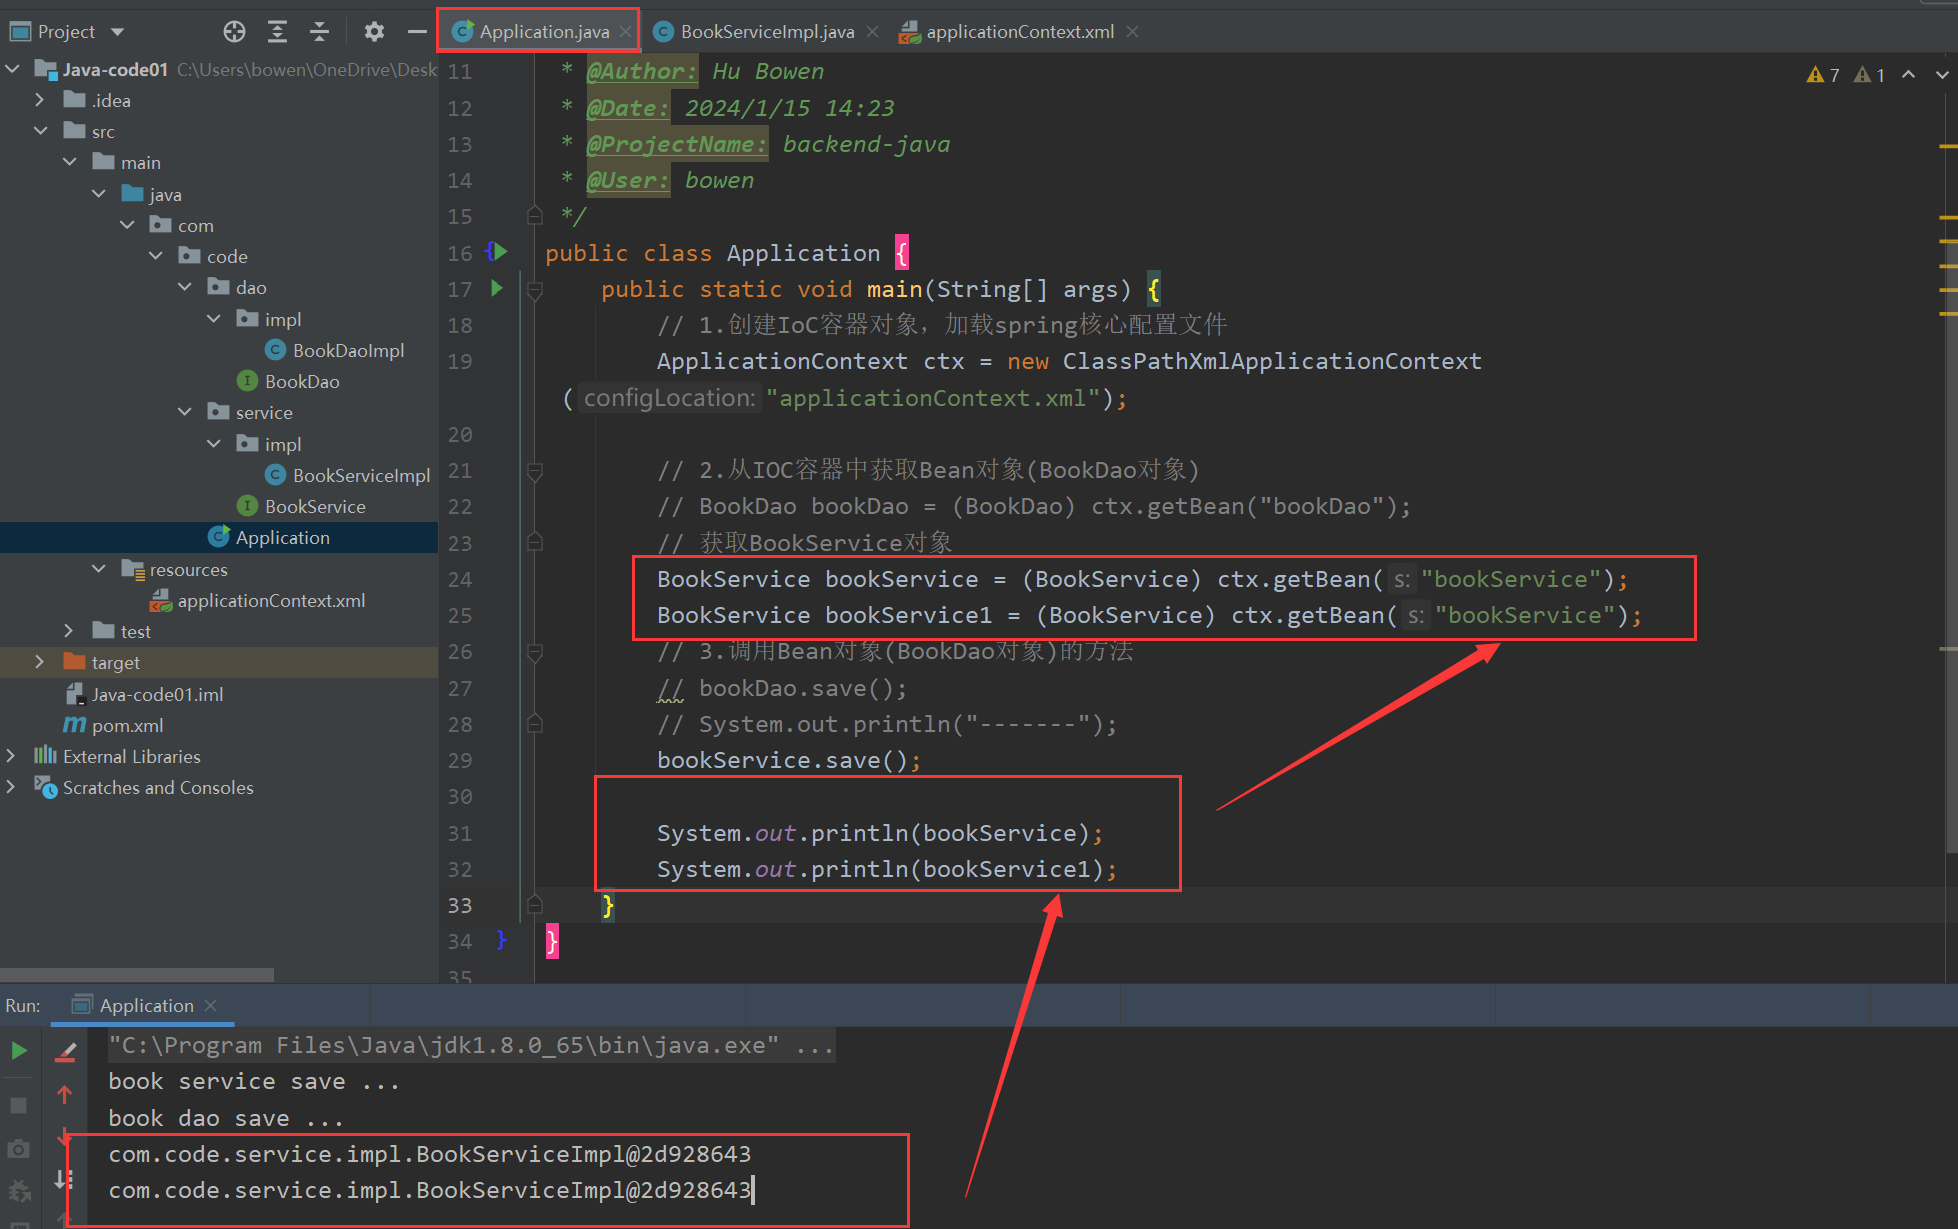 Project
Application.java
BookServiceImpl.java
applicationContext.xml
Java-code01 C:\Users\bowen\OneDrive\Desk
.idea
src
main
java
com
code
dao
impl
BookDaoImpl
BookDao
service
impl
BookServiceImpl
BookService
Application
resources
applicationContext.xml
test
target
Java-code01.iml
pom.xml
External Libraries
Scratches and Consoles
7 1
11 * @Author: Hu Bowen
12 * @Date: 2024/1/15 14:23
13 * @ProjectName: backend-java
14 * @User: bowen
15 */
16 public class Application {
17 public static void main(String[] args) {
18 // 1.创建IoC容器对象，加载spring核心配置文件
19 ApplicationContext ctx = new ClassPathXmlApplicationContext
( configLocation: "applicationContext.xml");
20
21 // 2.从IOC容器中获取Bean对象(BookDao对象)
22 // BookDao bookDao = (BookDao) ctx.getBean("bookDao");
23 // 获取BookService对象
24 BookService bookService = (BookService) ctx.getBean( s: "bookService");
25 BookService bookService1 = (BookService) ctx.getBean( s: "bookService");
26 // 3.调用Bean对象(BookDao对象)的方法
27 // bookDao.save();
28 // System.out.println("-------");
29 bookService.save();
30
31 System.out.println(bookService);
32 System.out.println(bookService1);
33 }
34 }
35
Run: Application
"C:\Program Files\Java\jdk1.8.0_65\bin\java.exe" ...
book service save ...
book dao save ...
com.code.service.impl.BookServiceImpl@2d928643
com.code.service.impl.BookServiceImpl@2d928643